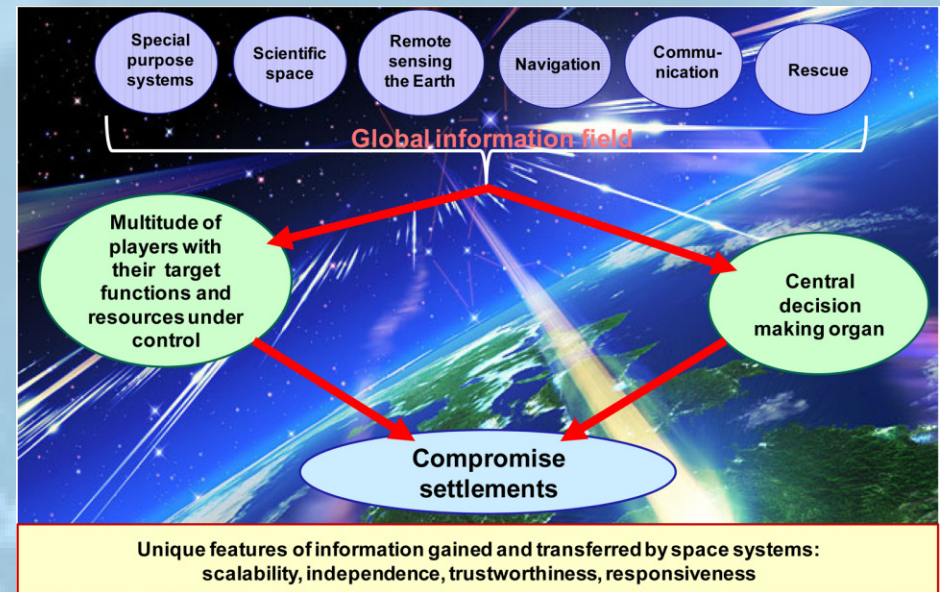 Special
purpose
systems
Scientific
space
Remote
sensing
the Earth
Navigation
Commu-
nication
Rescue
Global information field
Multitude of
players with
their target
functions and
resources under
control
Central
decision
making organ
Compromise
settlements
Unique features of information gained and transferred by space systems:
scalability, independence, trustworthiness, responsiveness